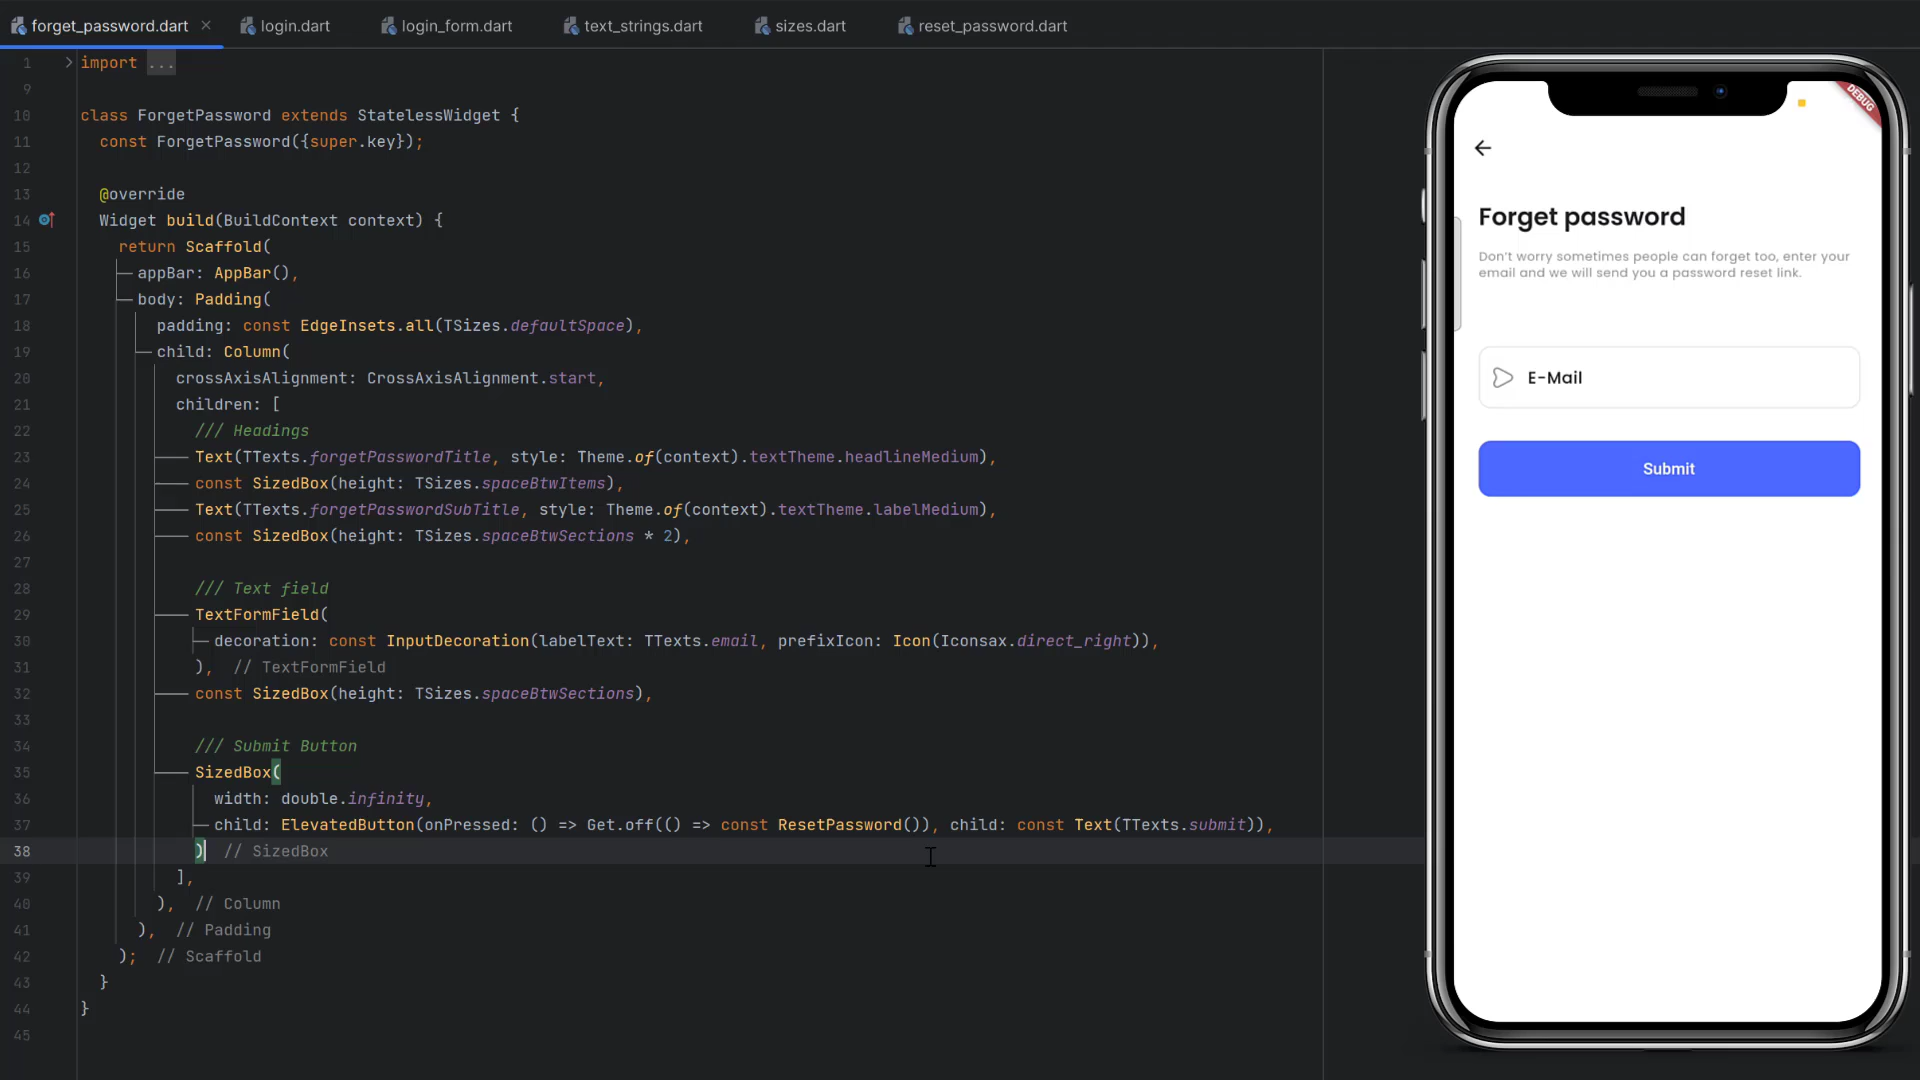 forget_password.dart
login.dart
login_form.dart
text_strings.dart
sizes.dart
reset_password.dart
1 import ...
9
10 class ForgetPassword extends StatelessWidget {
11 const ForgetPassword({super.key});
12
13 @override
14 Widget build(BuildContext context) {
15 return Scaffold(
16 appBar: AppBar(),
17 body: Padding(
18 padding: const EdgeInsets.all(TSizes.defaultSpace),
19 child: Column(
20 crossAxisAlignment: CrossAxisAlignment.start,
21 children: [
22 /// Headings
23 Text(TTexts.forgetPasswordTitle, style: Theme.of(context).textTheme.headlineMedium),
24 const SizedBox(height: TSizes.spaceBtwItems),
25 Text(TTexts.forgetPasswordSubTitle, style: Theme.of(context).textTheme.labelMedium),
26 const SizedBox(height: TSizes.spaceBtwSections * 2),
27
28 /// Text field
29 TextFormField(
30 decoration: const InputDecoration(labelText: TTexts.email, prefixIcon: Icon(Iconsax.direct_right)),
31 ), // TextFormField
32 const SizedBox(height: TSizes.spaceBtwSections),
33
34 /// Submit Button
35 SizedBox(
36 width: double.infinity,
37 child: ElevatedButton(onPressed: () => Get.off(() => const ResetPassword()), child: const Text(TTexts.submit)),
38 ) // SizedBox
39 ],
40 ), // Column
41 ), // Padding
42 ); // Scaffold
43 }
44 }
45
DEBUG
Forget password
Don't worry sometimes people can forget too, enter your
email and we will send you a password reset link.
E-Mail
Submit